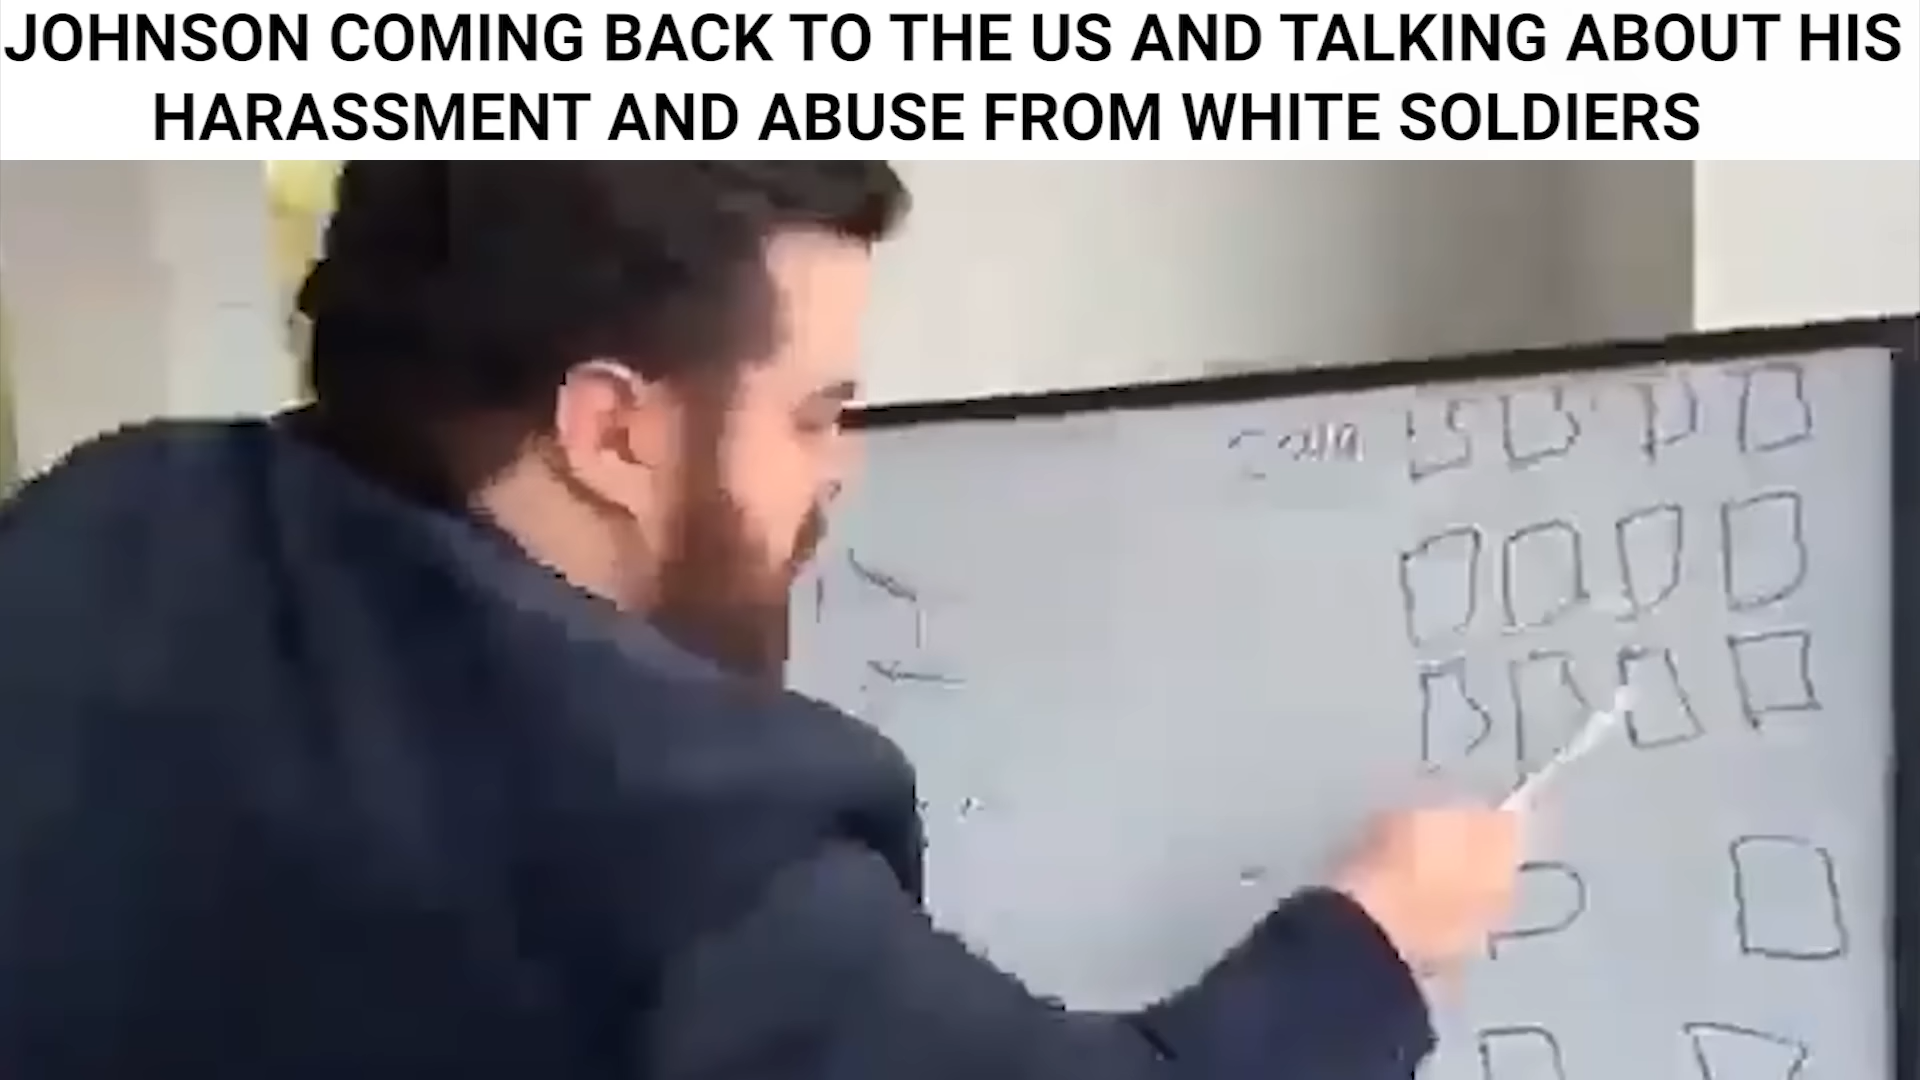 JOHNSON COMING BACK TO THE US AND TALKING ABOUT HIS
HARASSMENT AND ABUSE FROM WHITE SOLDIERS